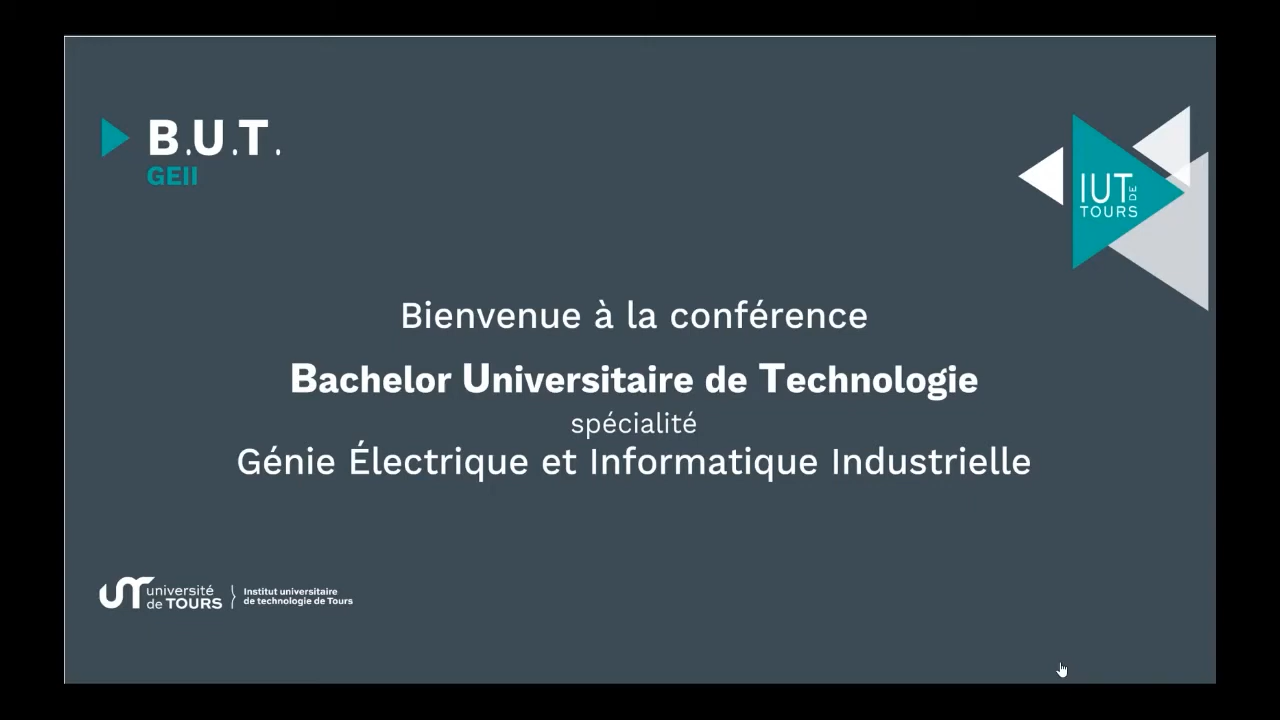 B.U.T.
GEII
IUT DE
TOURS
Bienvenue à la conférence
Bachelor Universitaire de Technologie
spécialité
Génie Électrique et Informatique Industrielle
université
de TOURS
Institut universitaire
de technologie de Tours